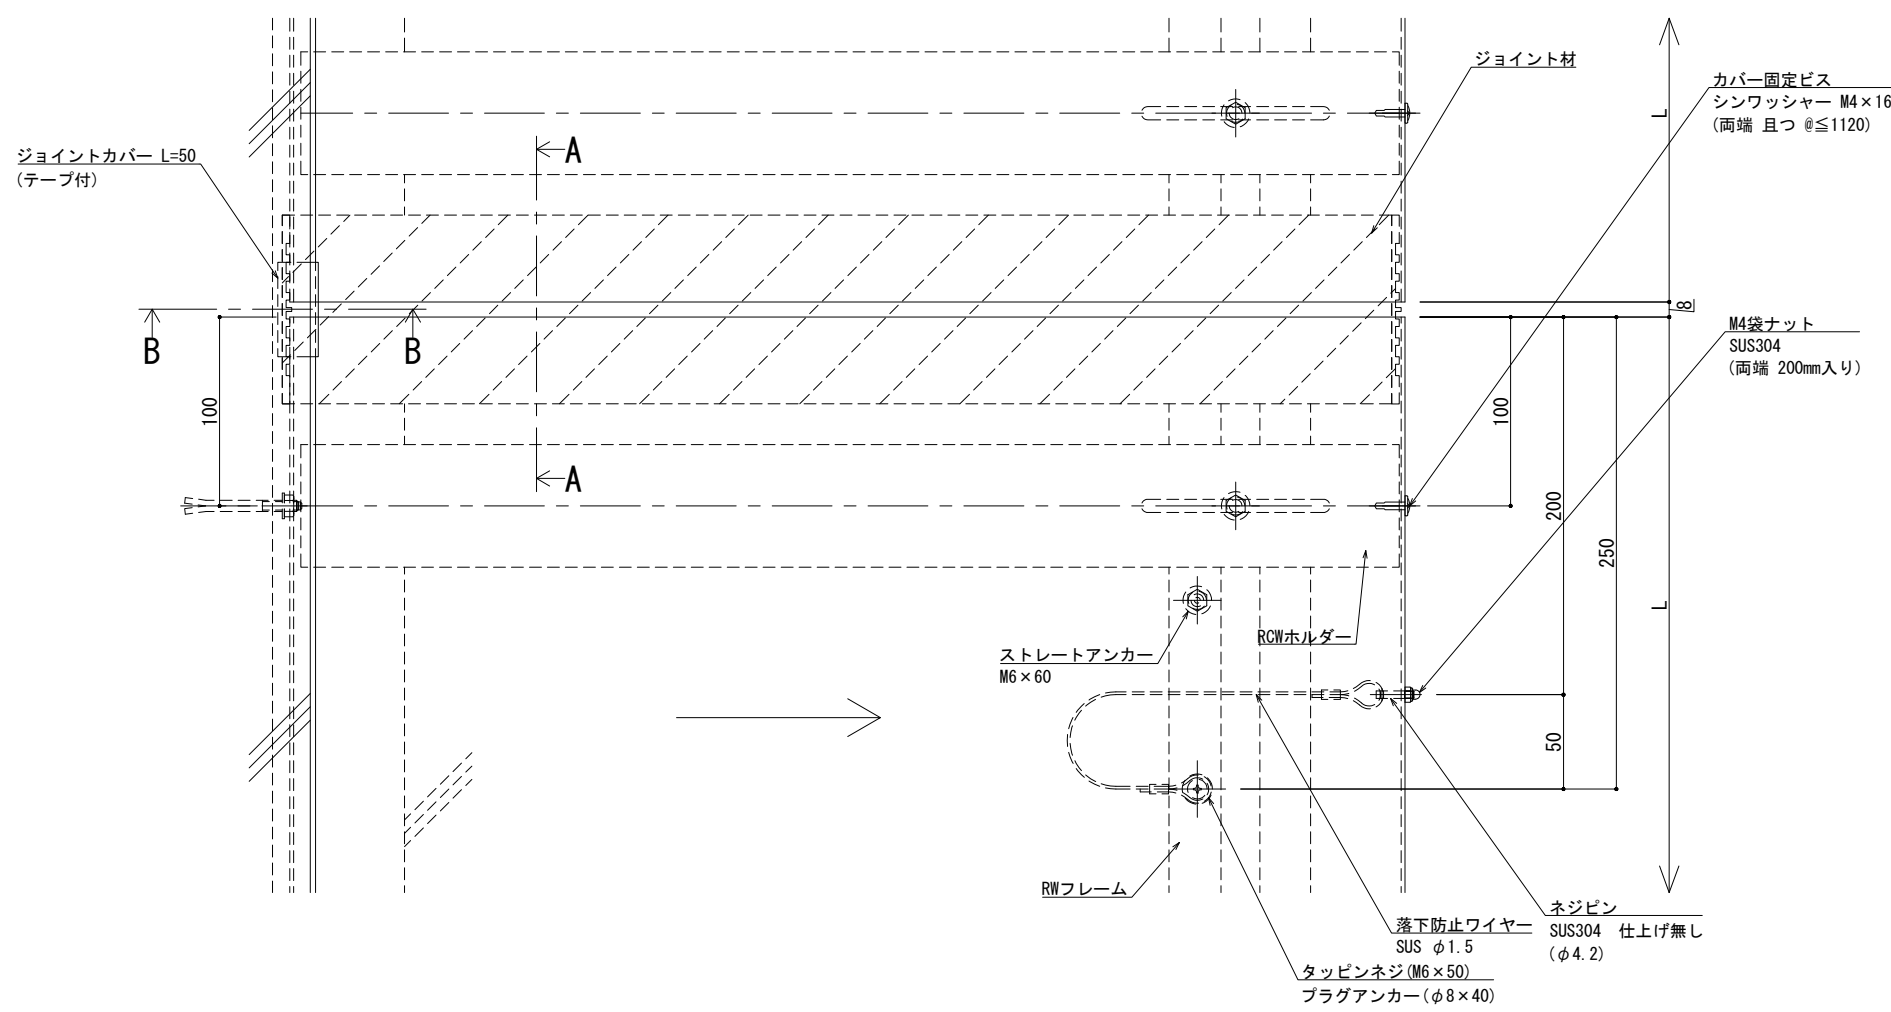 ジョイント材
カバー固定ビス
シンワッシャー M4×16
(両端 且つ @≦1120)
L
A
ジョイントカバー L=50
(テープ付)
8
B
B
M4袋ナット
SUS304
(両端 200mm入り)
100
100
A
200
250
L
RCWホルダー
ストレートアンカー
M6×60
50
RWフレーム
ネジピン
SUS304 仕上げ無し
(φ4.2)
落下防止ワイヤー
SUS φ1.5
タッピンネジ(M6×50)
プラグアンカー(φ8×40)